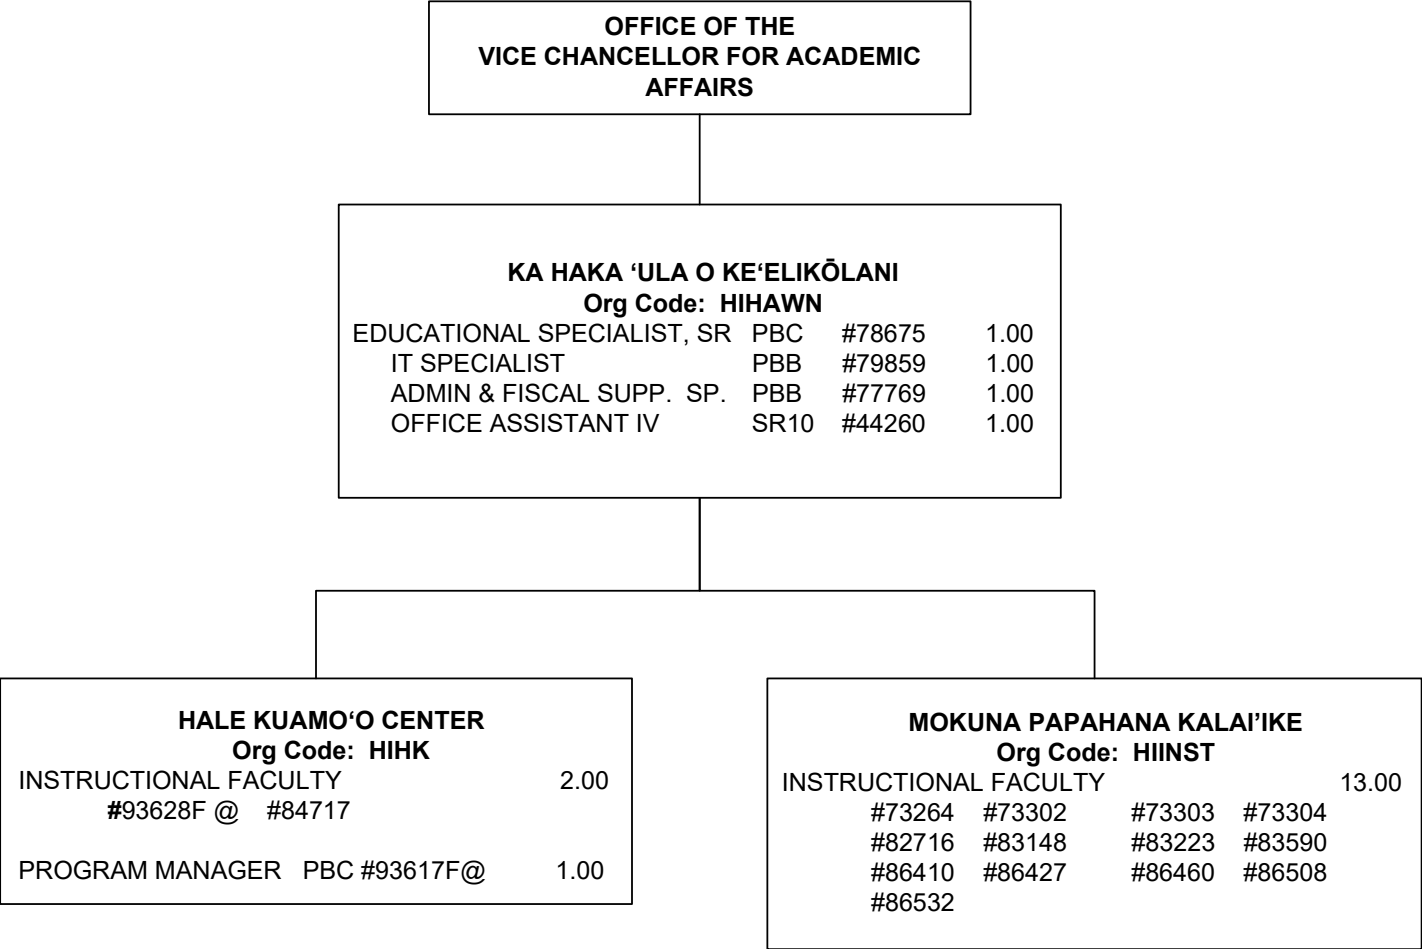 OFFICE OF THE
VICE CHANCELLOR FOR ACADEMIC
AFFAIRS
KA HAKA ‘ULA O KE‘ELIKŌLANI
Org Code: HIHAWN
EDUCATIONAL SPECIALIST, SR PBC #78675 1.00
IT SPECIALIST PBB #79859 1.00
ADMIN & FISCAL SUPP. SP. PBB #77769 1.00
OFFICE ASSISTANT IV SR10 #44260 1.00
HALE KUAMO‘O CENTER
Org Code: HIHK
INSTRUCTIONAL FACULTY 2.00
#93628F @ #84717
PROGRAM MANAGER PBC #93617F@ 1.00
MOKUNA PAPAHANA KALAI’IKE
Org Code: HIINST
INSTRUCTIONAL FACULTY 13.00
#73264 #73302 #73303 #73304
#82716 #83148 #83223 #83590
#86410 #86427 #86460 #86508
#86532